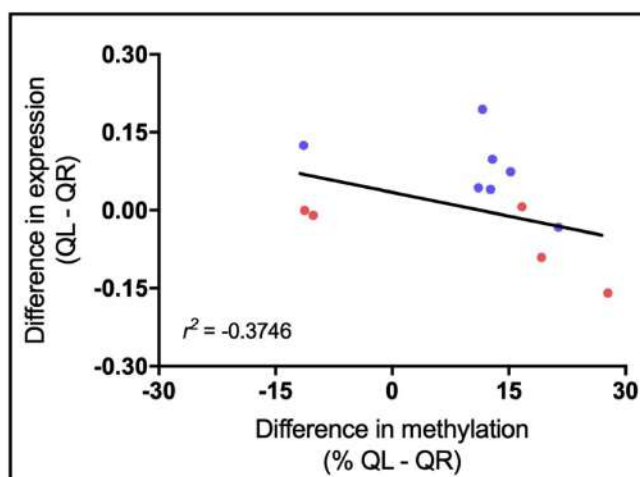 Difference in expression
(QL - QR)
0.30
0.15
0.00
-0.15
-0.30
r² = -0.3746
-30
-15
0
15
30
Difference in methylation
(% QL - QR)